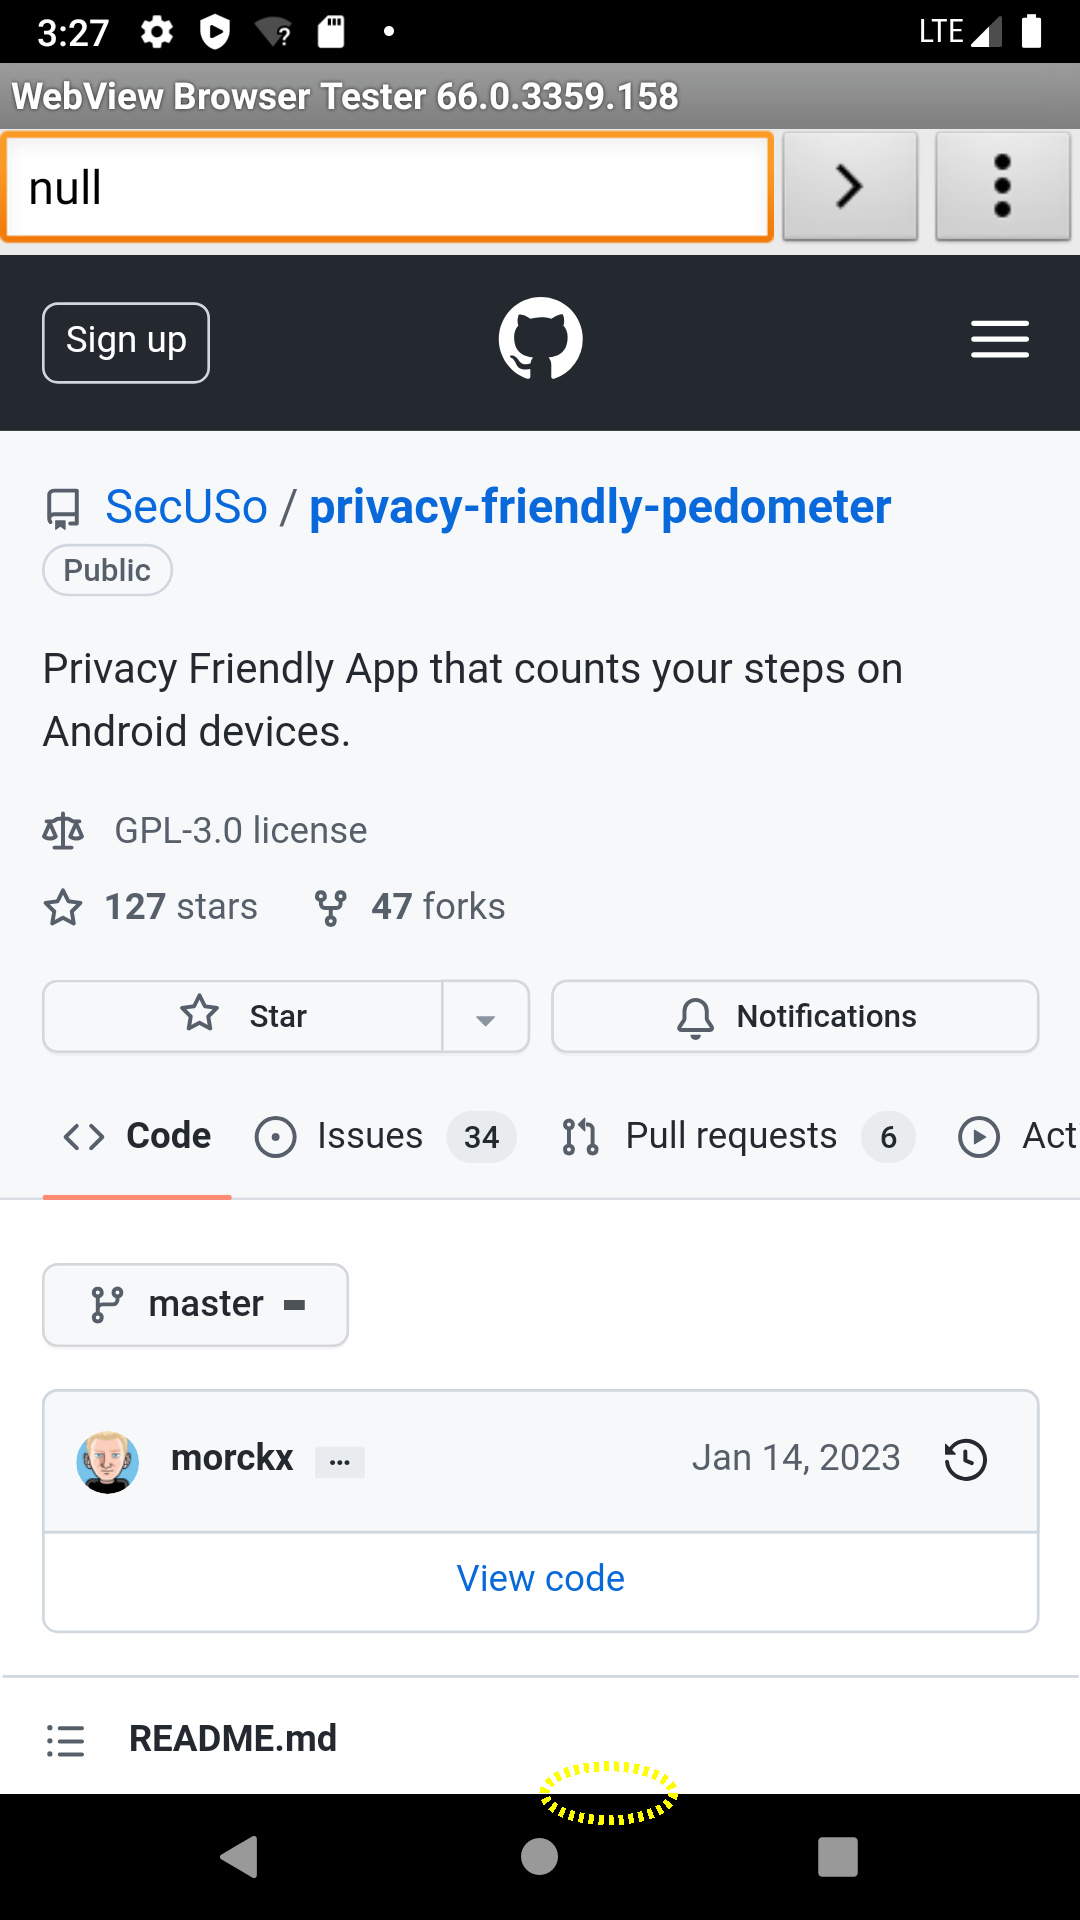 3:27
LTE
WebView Browser Tester 66.0.3359.158
null
Sign up
SecUSo / privacy-friendly-pedometer
Public
Privacy Friendly App that counts your steps on
Android devices.
GPL-3.0 license
127 stars 47 forks
Star Notifications
Code Issues 34 Pull requests 6 Act
master
morckx ... Jan 14, 2023
View code
README.md